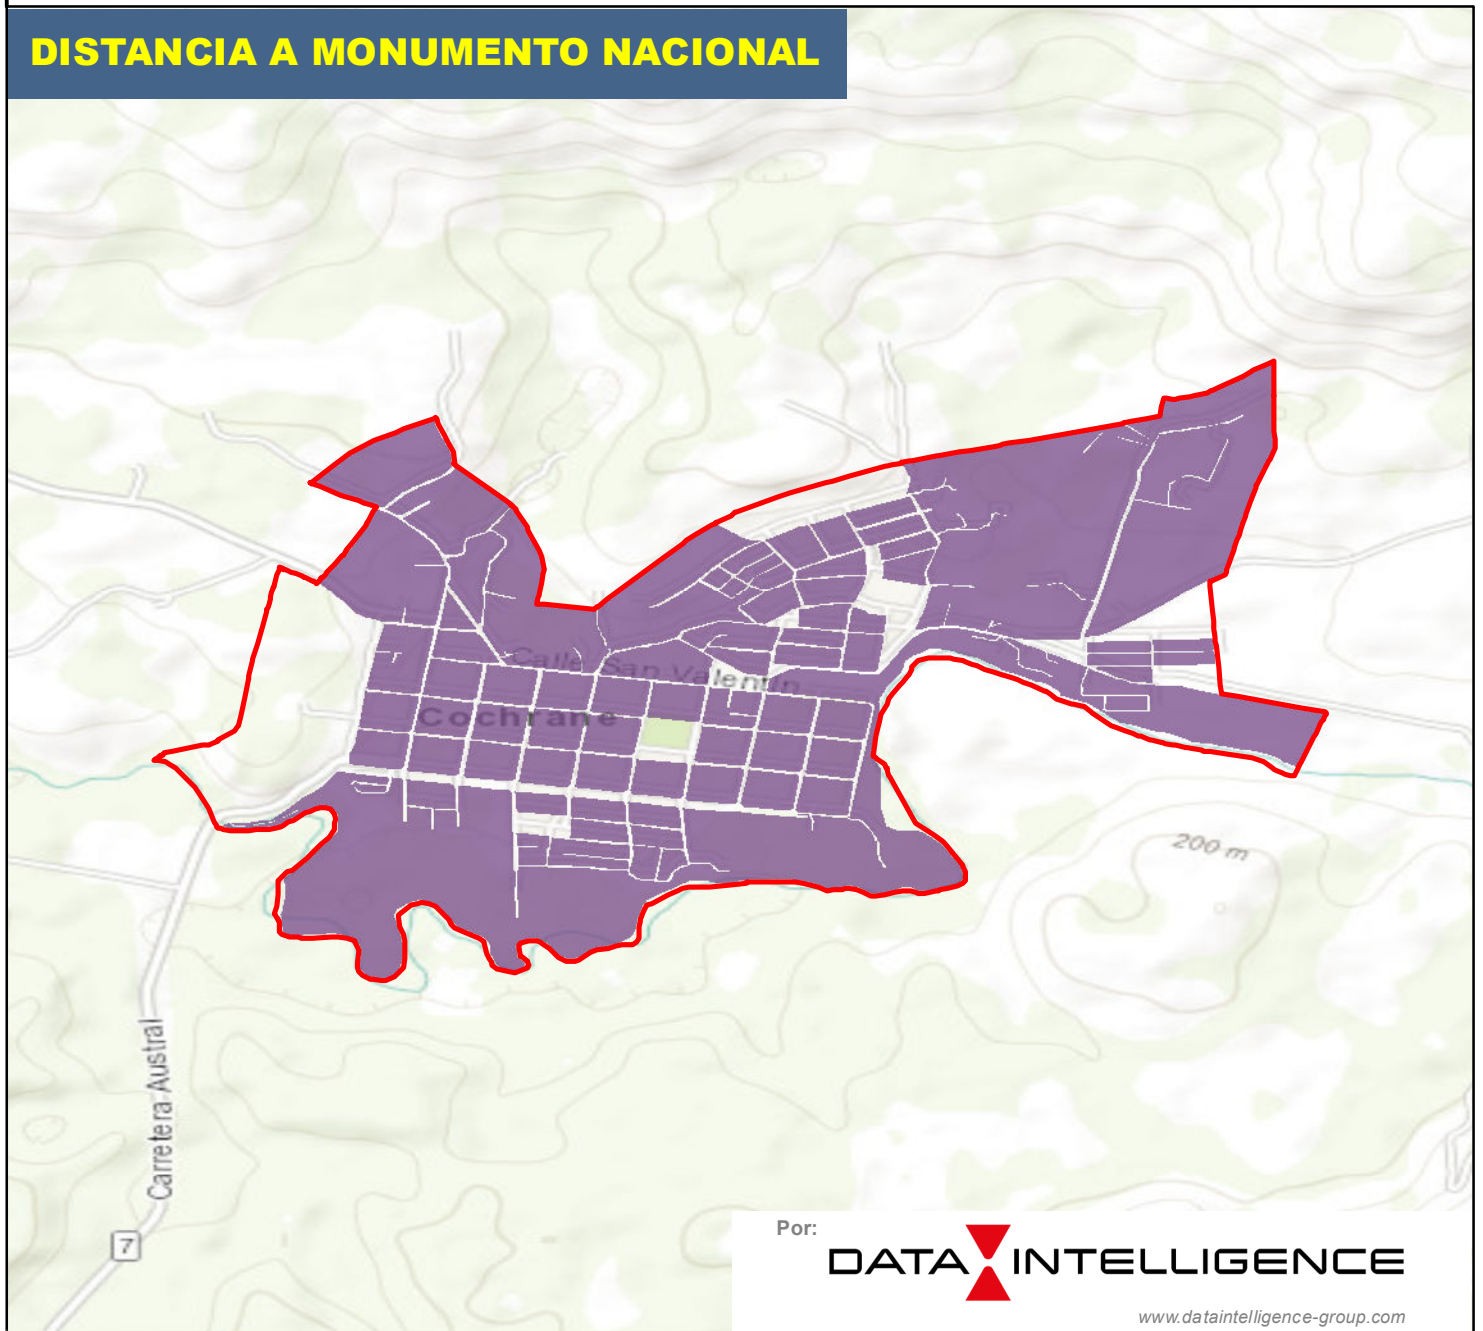 DISTANCIA A MONUMENTO NACIONAL
Calle San Valentín
Cochrane
200 m
Carretera Austral
7
Por:
DATA INTELLIGENCE
www.dataintelligence-group.com